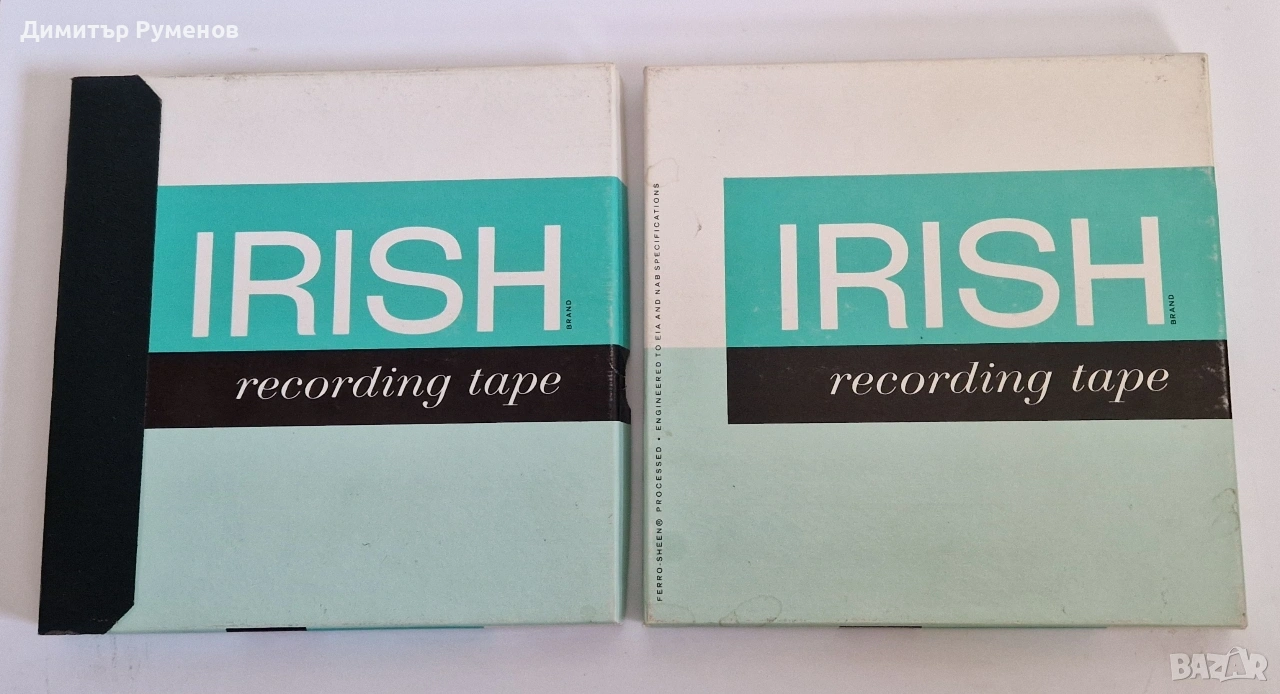 Димитър Руменов
IRISH
BRAND
recording tape
FERRO-SHEEN® PROCESSED • ENGINEERED TO EIA AND NAB SPECIFICATIONS
IRISH
BRAND
recording tape
BAZAR